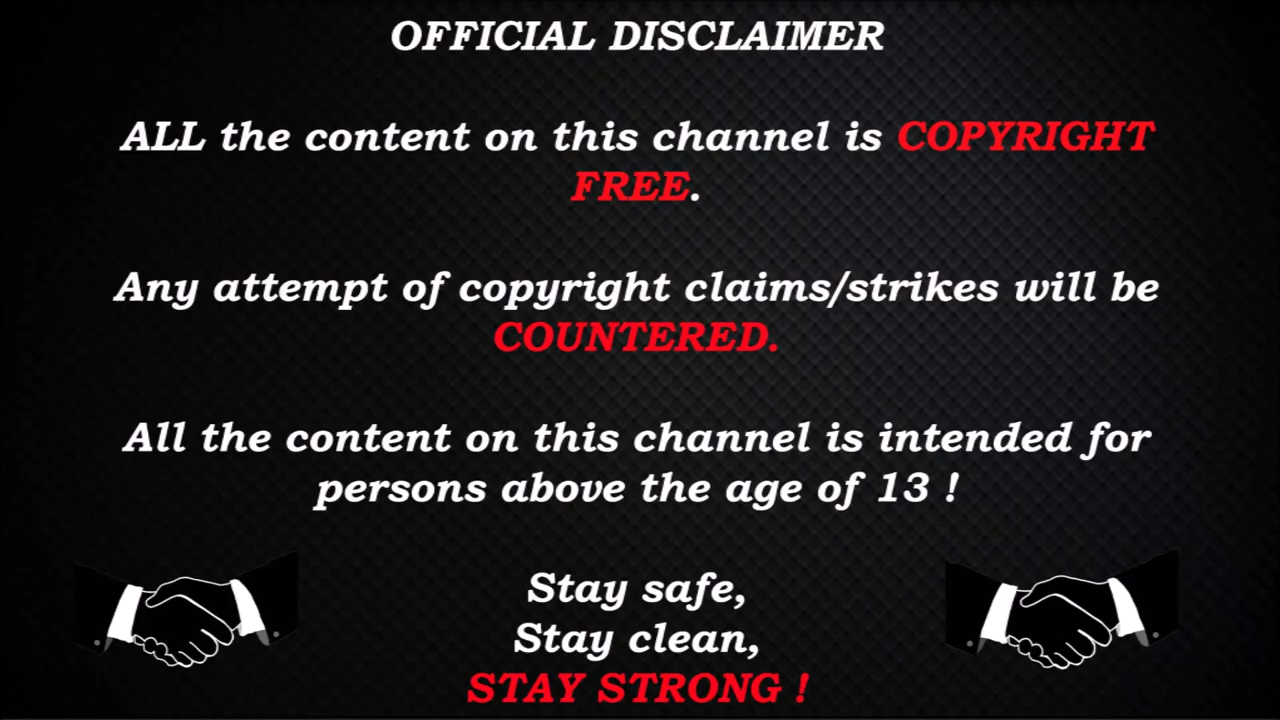 OFFICIAL DISCLAIMER
ALL the content on this channel is COPYRIGHT
FREE.
Any attempt of copyright claims/strikes will be
COUNTERED.
All the content on this channel is intended for
persons above the age of 13 !
Stay safe,
Stay clean,
STAY STRONG !